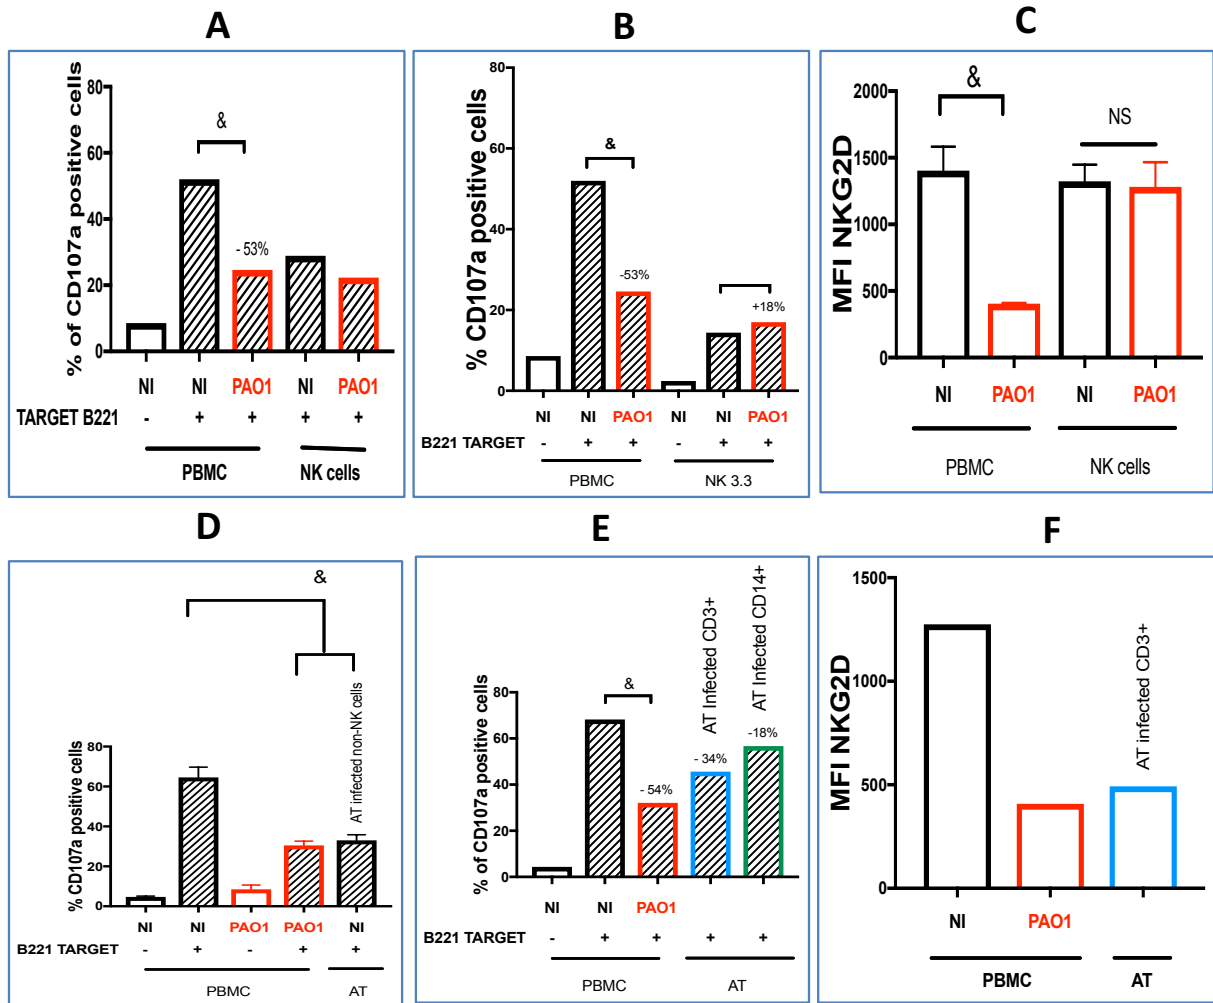 A
% of CD107a positive cells
80
60
40
20
0
&
- 53%
NI NI PAO1 NI PAO1
TARGET B221 - + + + +
PBMC NK cells
B
% CD107a positive cells
80
60
40
20
0
&
-53%
+18%
NI NI PAO1 NI NI PAO1
B221 TARGET - + + - + +
PBMC NK 3.3
C
MFI NKG2D
2000
1500
1000
500
0
&
NS
NI PAO1 NI PAO1
PBMC NK cells
D
% CD107a positive cells
80
60
40
20
0
&
AT infected non-NK cells
NI NI PAO1 PAO1 NI
B221 TARGET - + - + +
PBMC AT
E
% of CD107a positive cells
80
60
40
20
0
&
- 54%
- 34%
-18%
AT Infected CD3+
AT Infected CD14+
NI NI PAO1
B221 TARGET - + + + +
PBMC AT
F
MFI NKG2D
1500
1000
500
0
AT infected CD3+
NI PAO1
PBMC AT